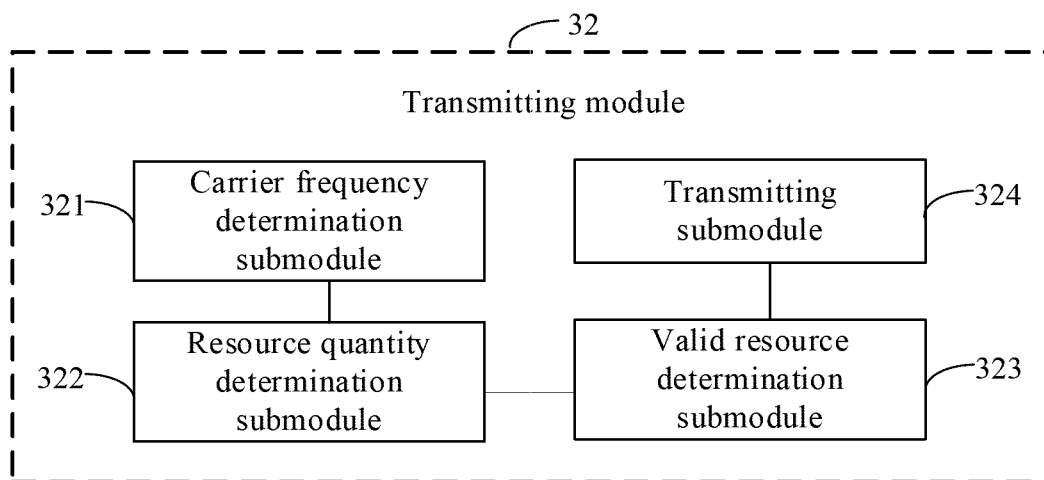 32
Transmitting module
321
Carrier frequency
determination
submodule
Transmitting
submodule
324
322
Resource quantity
determination
submodule
Valid resource
determination
submodule
323